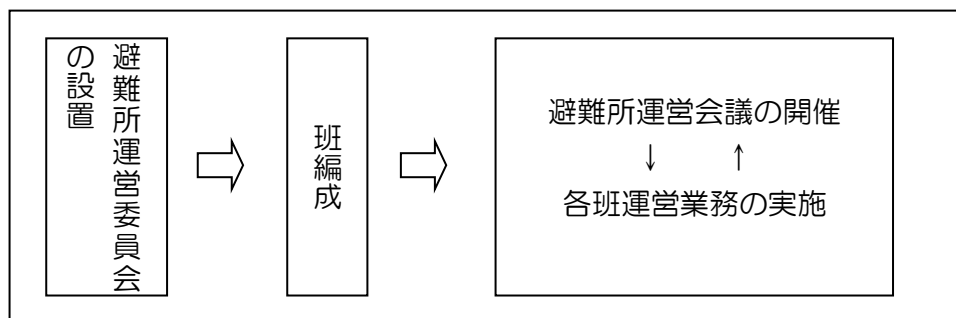 避難所運営委員会
の設置
班編成
避難所運営会議の開催
↓ ↑
各班運営業務の実施